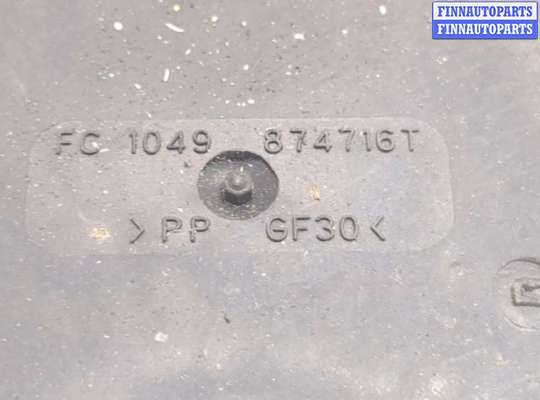 FINNAUTOPARTS
FINNAUTOPARTS
FC 1049 874716T
>PP GF30<